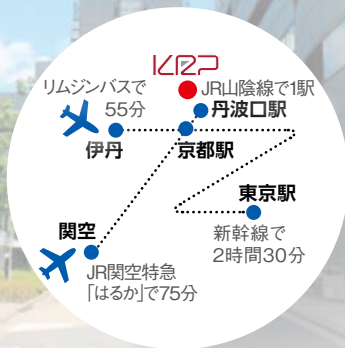 KRP
リムジンバスで
55分
JR山陰線で1駅
丹波口駅
伊丹
京都駅
東京駅
新幹線で
2時間30分
関空
JR関空特急
「はるか」で75分